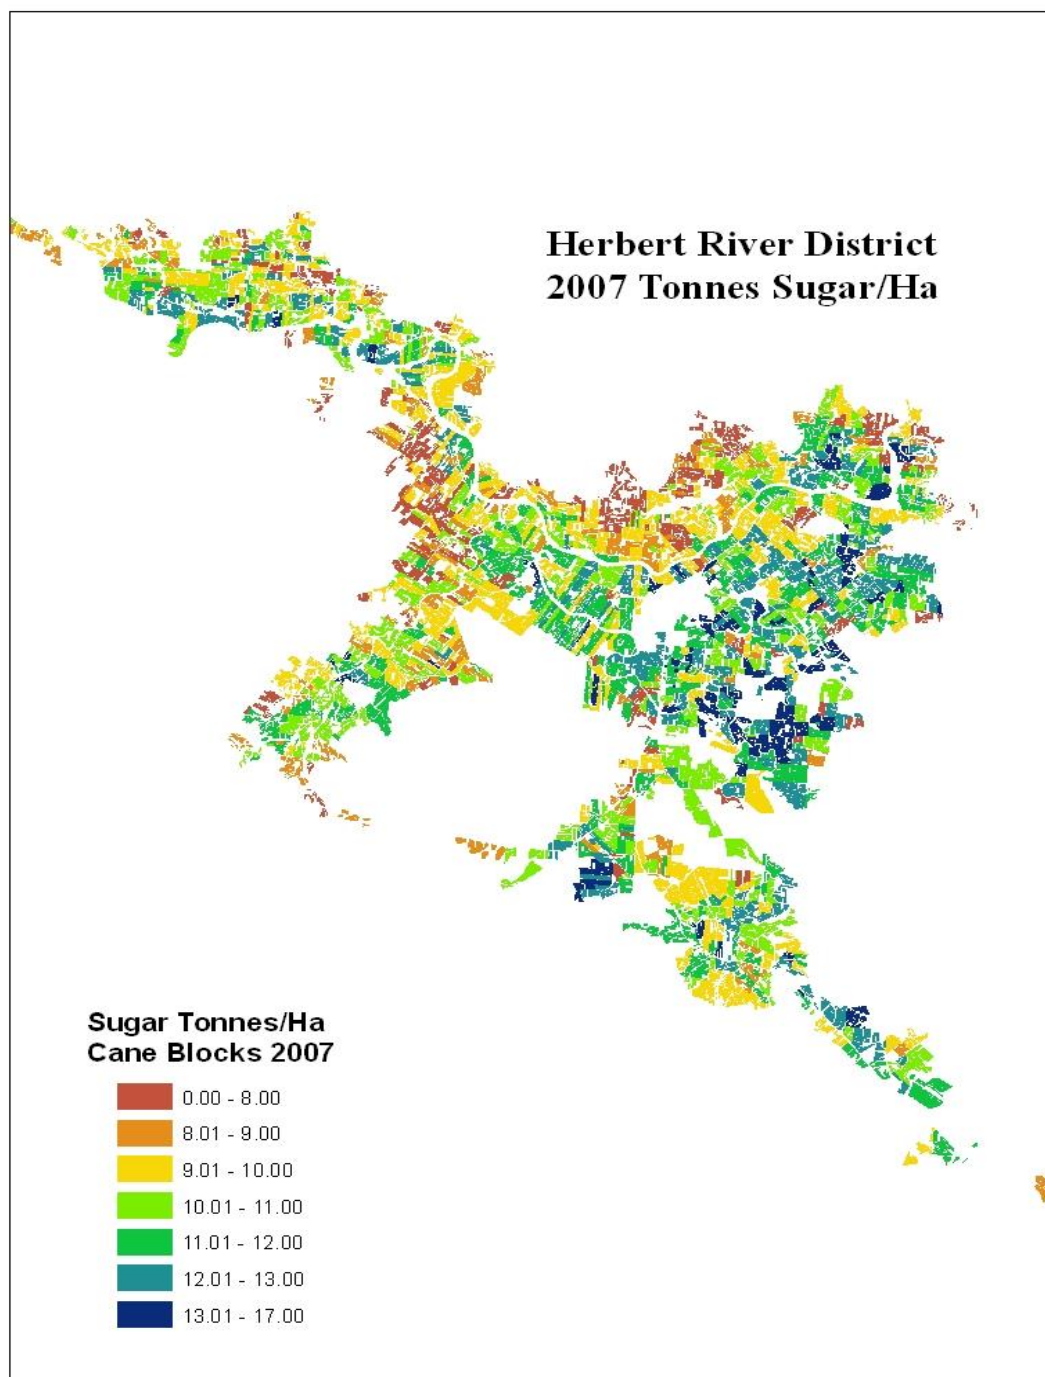 Herbert River District
2007 Tonnes Sugar/Ha
Sugar Tonnes/Ha
Cane Blocks 2007
0.00 - 8.00
8.01 - 9.00
9.01 - 10.00
10.01 - 11.00
11.01 - 12.00
12.01 - 13.00
13.01 - 17.00